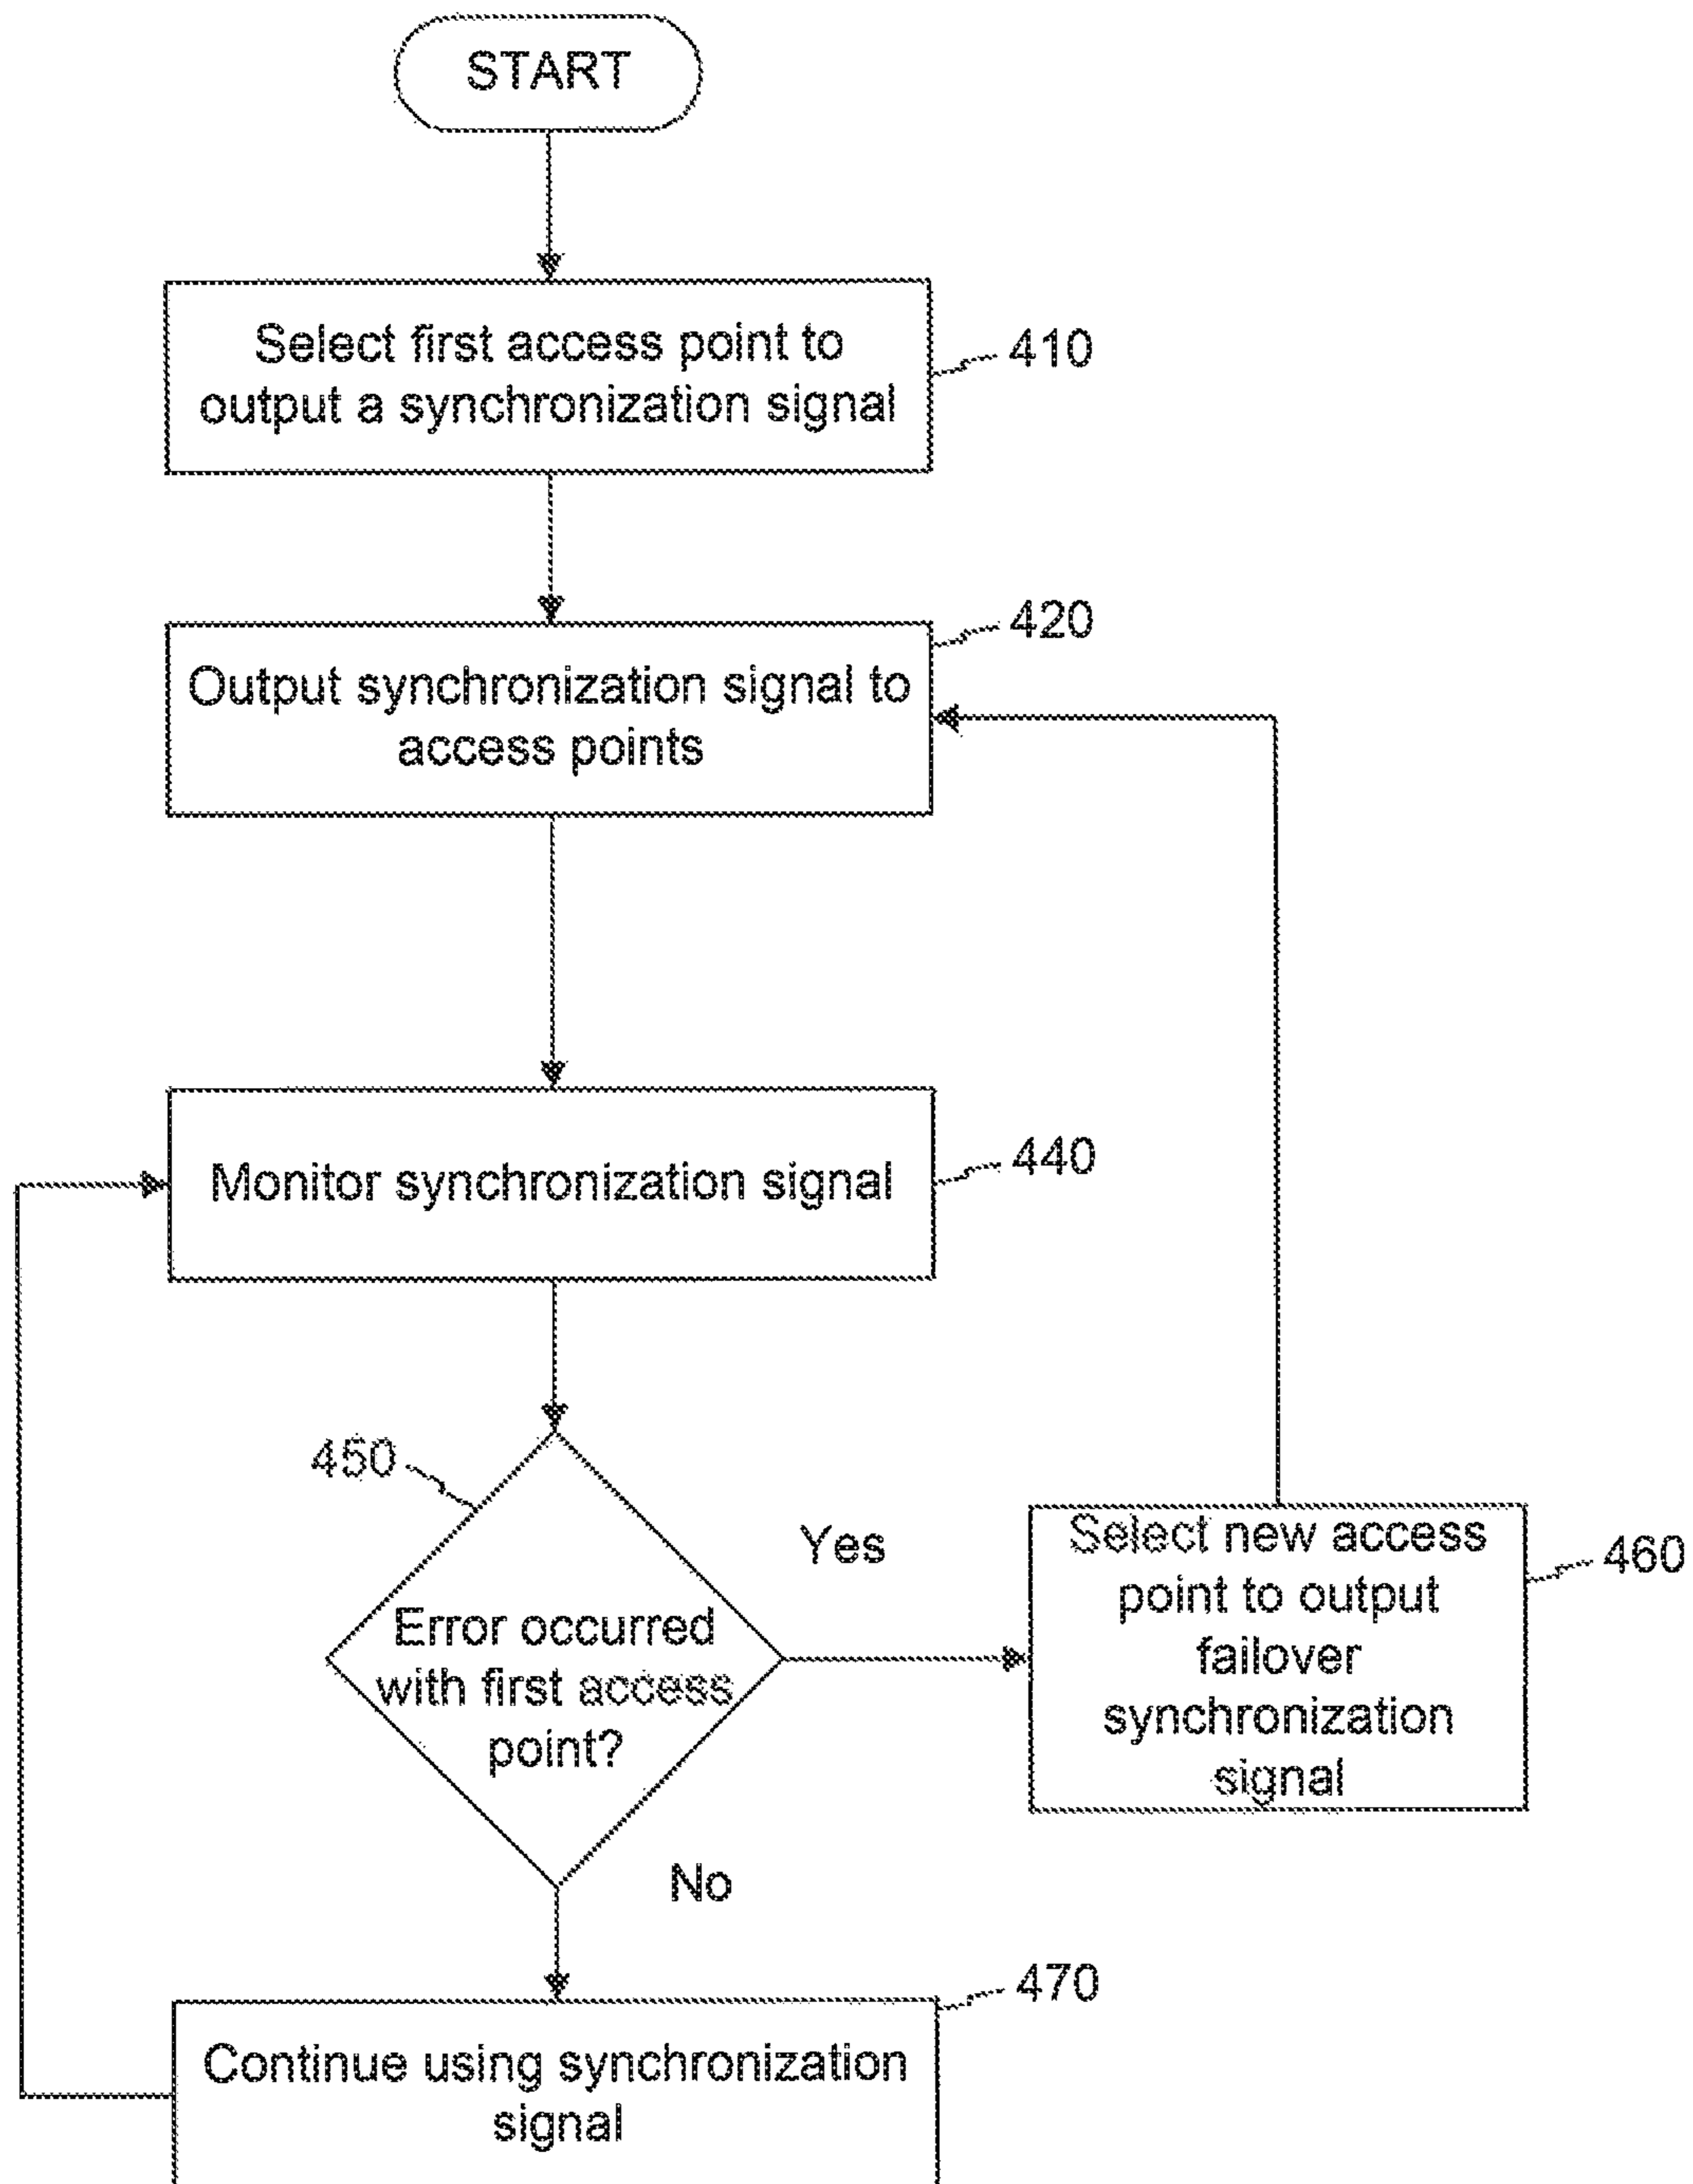 START
Select first access point to
output a synchronization signal
410
420
Output synchronization signal to
access points
Monitor synchronization signal
440
450
Yes
Error occurred
with first access
point?
Select new access
point to output
failover
synchronization
signal
460
No
470
Continue using synchronization
signal